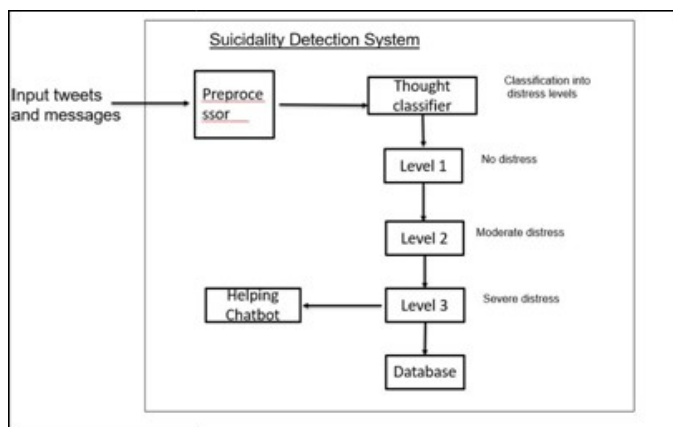 Suicidality Detection System
Input tweets
and messages
Preproce
ssor
Thought
classifier
Classification into
distress levels
Level 1
No distress
Level 2
Moderate distress
Helping
Chatbot
Level 3
Severe distress
Database